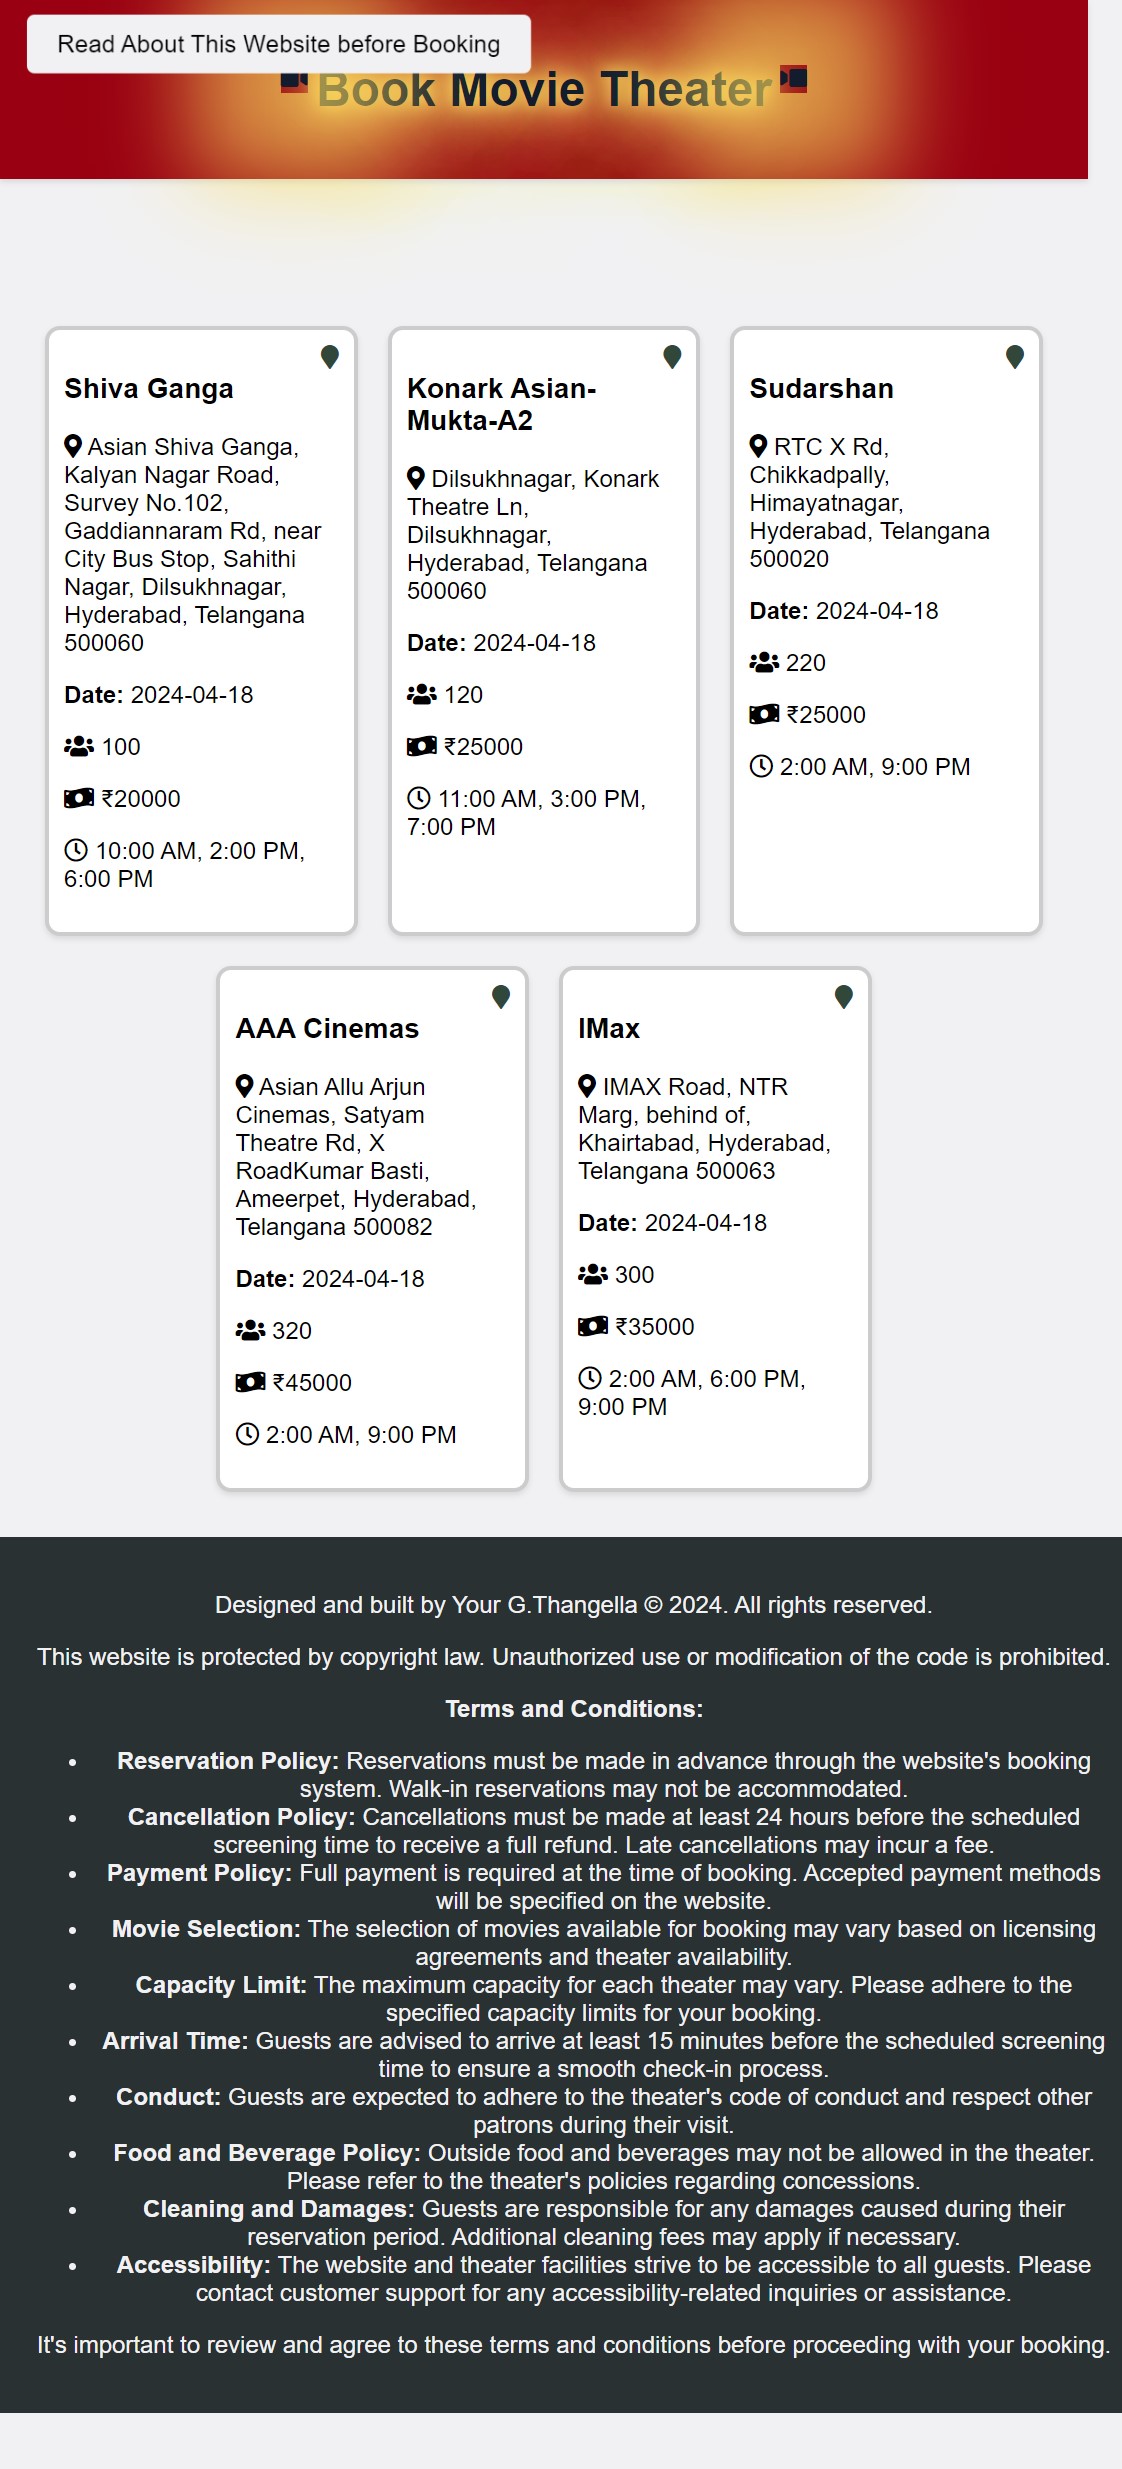 Read About This Website before Booking
Book Movie Theater
Shiva Ganga
Asian Shiva Ganga,
Kalyan Nagar Road,
Survey No.102,
Gaddiannaram Rd, near
City Bus Stop, Sahithi
Nagar, Dilsukhnagar,
Hyderabad, Telangana
500060
Date: 2024-04-18
100
₹20000
10:00 AM, 2:00 PM,
6:00 PM
Konark Asian-
Mukta-A2
Dilsukhnagar, Konark
Theatre Ln,
Dilsukhnagar,
Hyderabad, Telangana
500060
Date: 2024-04-18
120
₹25000
11:00 AM, 3:00 PM,
7:00 PM
Sudarshan
RTC X Rd,
Chikkadpally,
Himayatnagar,
Hyderabad, Telangana
500020
Date: 2024-04-18
220
₹25000
2:00 AM, 9:00 PM
AAA Cinemas
Asian Allu Arjun
Cinemas, Satyam
Theatre Rd, X
RoadKumar Basti,
Ameerpet, Hyderabad,
Telangana 500082
Date: 2024-04-18
320
₹45000
2:00 AM, 9:00 PM
IMax
IMAX Road, NTR
Marg, behind of,
Khairtabad, Hyderabad,
Telangana 500063
Date: 2024-04-18
300
₹35000
2:00 AM, 6:00 PM,
9:00 PM
Designed and built by Your G.Thangella © 2024. All rights reserved.
This website is protected by copyright law. Unauthorized use or modification of the code is prohibited.
Terms and Conditions:
• Reservation Policy: Reservations must be made in advance through the website's booking
system. Walk-in reservations may not be accommodated.
• Cancellation Policy: Cancellations must be made at least 24 hours before the scheduled
screening time to receive a full refund. Late cancellations may incur a fee.
• Payment Policy: Full payment is required at the time of booking. Accepted payment methods
will be specified on the website.
• Movie Selection: The selection of movies available for booking may vary based on licensing
agreements and theater availability.
• Capacity Limit: The maximum capacity for each theater may vary. Please adhere to the
specified capacity limits for your booking.
• Arrival Time: Guests are advised to arrive at least 15 minutes before the scheduled screening
time to ensure a smooth check-in process.
• Conduct: Guests are expected to adhere to the theater's code of conduct and respect other
patrons during their visit.
• Food and Beverage Policy: Outside food and beverages may not be allowed in the theater.
Please refer to the theater's policies regarding concessions.
• Cleaning and Damages: Guests are responsible for any damages caused during their
reservation period. Additional cleaning fees may apply if necessary.
• Accessibility: The website and theater facilities strive to be accessible to all guests. Please
contact customer support for any accessibility-related inquiries or assistance.
It's important to review and agree to these terms and conditions before proceeding with your booking.